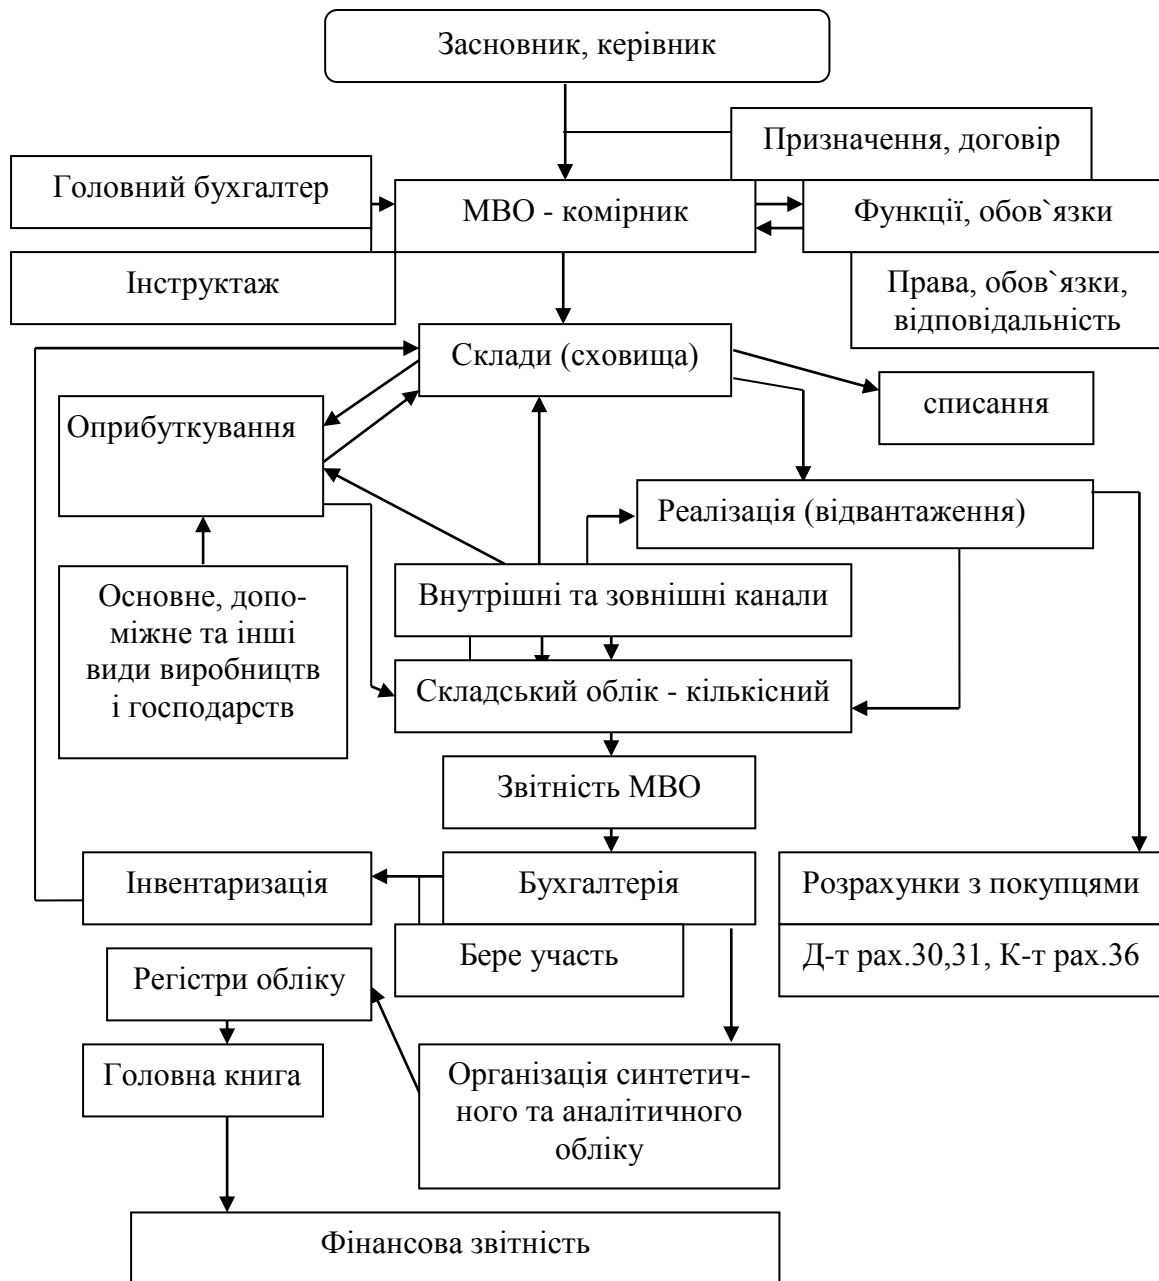 Засновник, керівник
Призначення, договір
Головний бухгалтер
МВО - комірник
Функції, обов`язки
Інструктаж
Права, обов`язки,
відповідальність
Склади (сховища)
списання
Оприбуткування
Реалізація (відвантаження)
Основне, допо-
міжне та інші
види виробництв
і господарств
Внутрішні та зовнішні канали
Складський облік - кількісний
Звітність МВО
Інвентаризація
Бухгалтерія
Розрахунки з покупцями
Бере участь
Д-т рах.30,31, К-т рах.36
Регістри обліку
Головна книга
Організація синтетич-
ного та аналітичного
обліку
Фінансова звітність